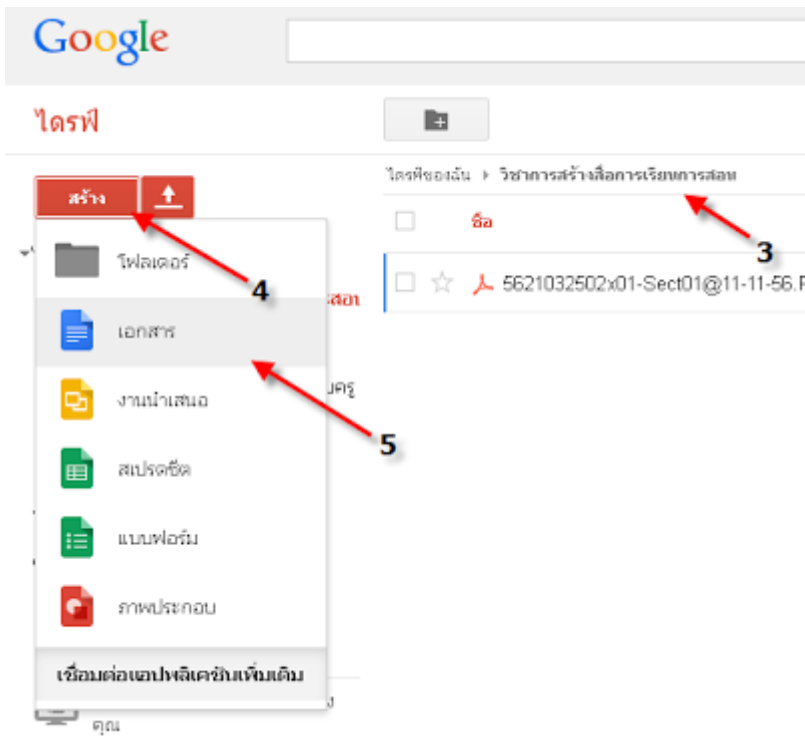 Google
ไดรฟ์
ไดรฟ์ของฉัน วิชาการสร้างสื่อการเรียนการสอน
สร้าง
ชื่อ
3
โฟลเดอร์
4
5621032502x01-Sect01@11-11-56.
เอกสาร
งานนำเสนอ
5
สเปรดชีต
แบบฟอร์ม
ภาพประกอบ
เชื่อมต่อแอปพลิเคชันเพิ่มเติม
คุณ